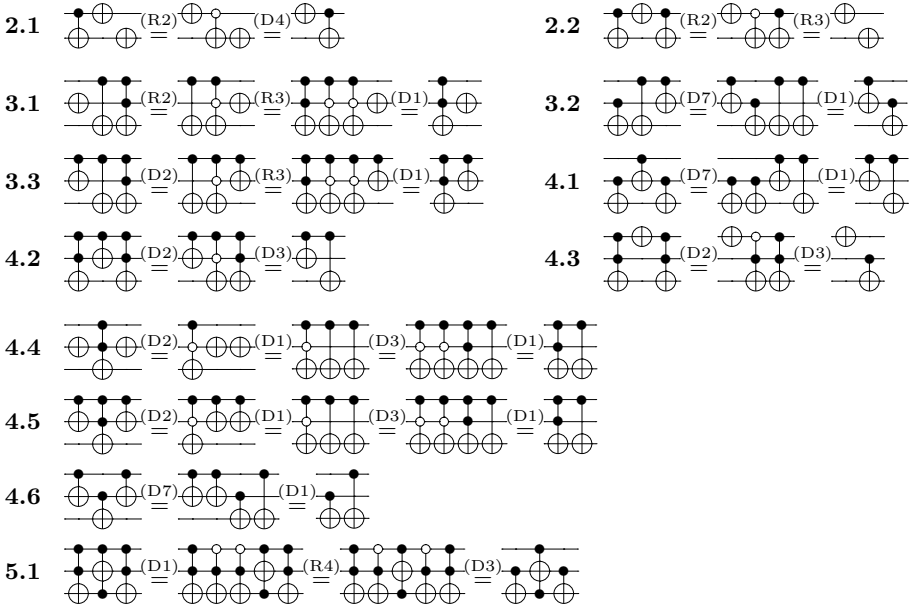 2.1 (R2) = (D4) = 2.2 (R2) = (R3) =
3.1 (R2) = (R3) = (D1) = 3.2 (D7) = (D1) =
3.3 (D2) = (R3) = (D1) = 4.1 (D7) = (D1) =
4.2 (D2) = (D3) = 4.3 (D2) = (D3) =
4.4 (D2) = (D1) = (D3) = (D1) =
4.5 (D2) = (D1) = (D3) = (D1) =
4.6 (D7) = (D1) =
5.1 (D1) = (R4) = (D3) =